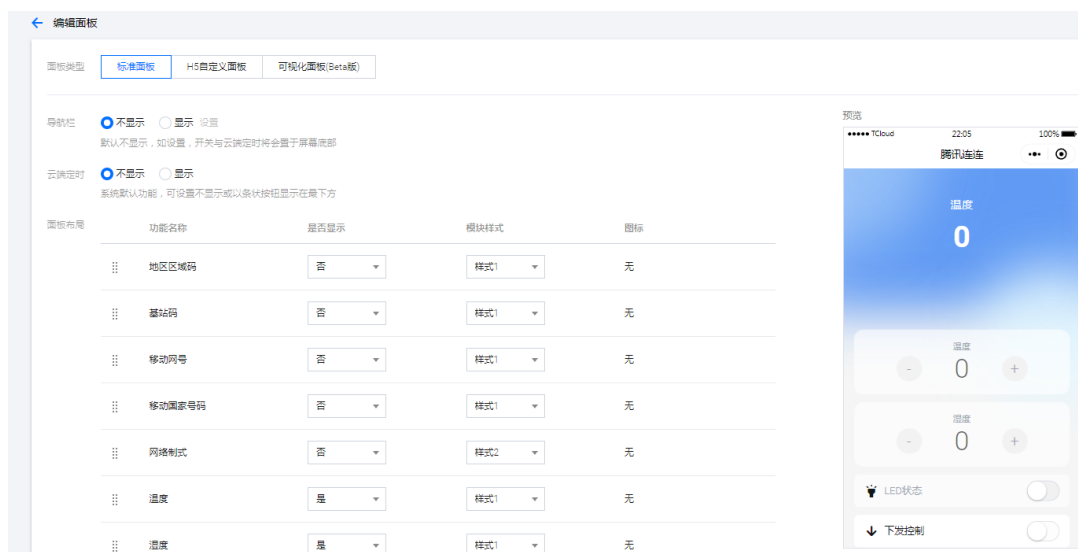 编辑面板
面板类型 标准面板 H5自定义面板 可视化面板(Beta版)
导航栏 不显示 显示 设置
默认不显示，如设置，开关与云端定时将会置于屏幕底部
云端定时 不显示 显示
系统默认功能，可设置不显示或以条状按钮显示在最下方
面板布局 功能名称 是否显示 模块样式 图标
地区区域码 否 样式1 无
基站码 否 样式1 无
移动网号 否 样式1 无
移动国家号码 否 样式1 无
网络制式 否 样式2 无
温度 是 样式1 无
湿度 是 样式1 无
预览
TCloud 22:05 100%
腾讯连连
温度
0
温度
- 0 +
湿度
- 0 +
LED状态
下发控制